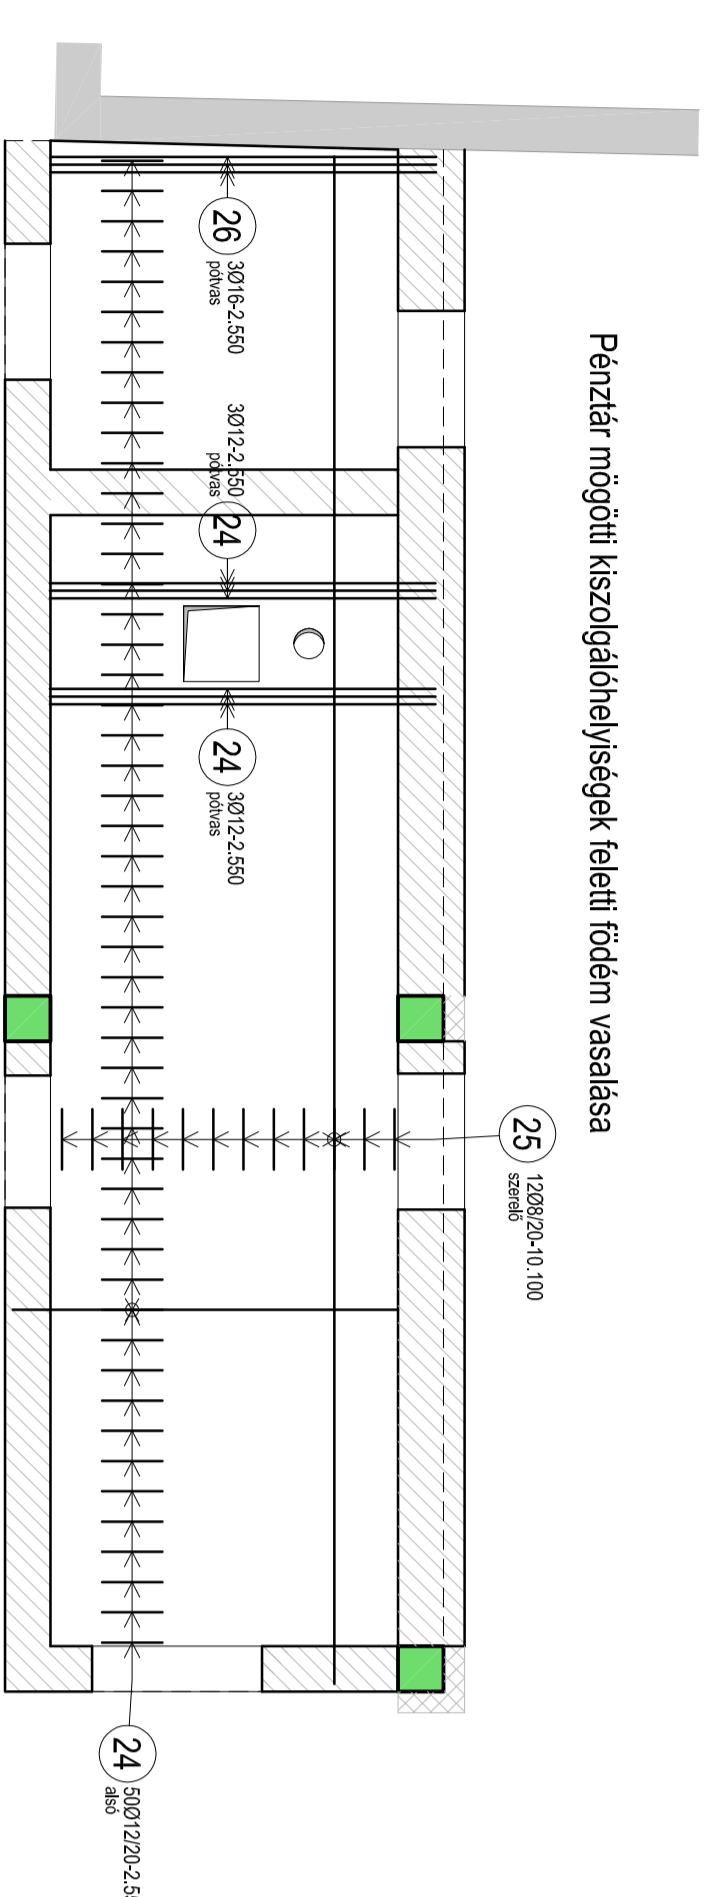 Pénztár mögötti kiszolgálóhelyiségek feletti födém vasalása
26
3Ø16-2.550
pótvas
3Ø12-2.550
pótvas
24
24
3Ø12-2.550
pótvas
25
12Ø8/20-10.100
szerelő
24
alsó